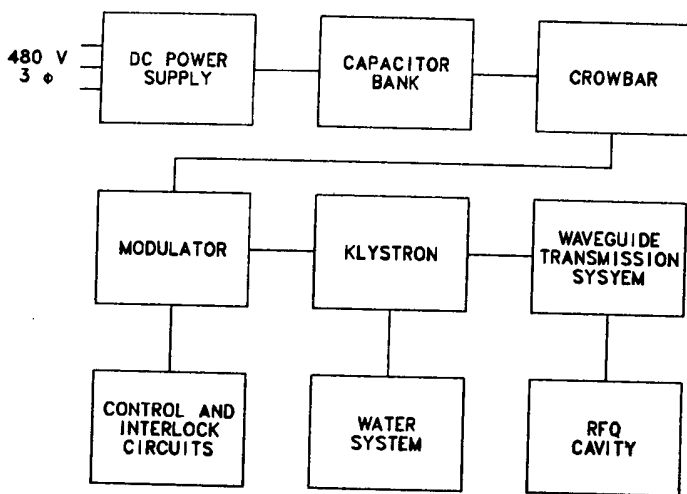 480 V
3 φ
DC POWER
SUPPLY
CAPACITOR
BANK
CROWBAR
MODULATOR
KLYSTRON
WAVEGUIDE
TRANSMISSION
SYSYEM
CONTROL AND
INTERLOCK
CIRCUITS
WATER
SYSTEM
RFQ
CAVITY